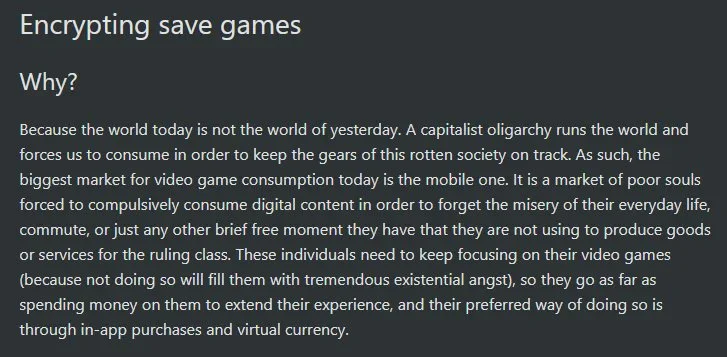 Encrypting save games
Why?
Because the world today is not the world of yesterday. A capitalist oligarchy runs the world and
forces us to consume in order to keep the gears of this rotten society on track. As such, the
biggest market for video game consumption today is the mobile one. It is a market of poor souls
forced to compulsively consume digital content in order to forget the misery of their everyday life,
commute, or just any other brief free moment they have that they are not using to produce goods
or services for the ruling class. These individuals need to keep focusing on their video games
(because not doing so will fill them with tremendous existential angst), so they go as far as
spending money on them to extend their experience, and their preferred way of doing so is
through in-app purchases and virtual currency.